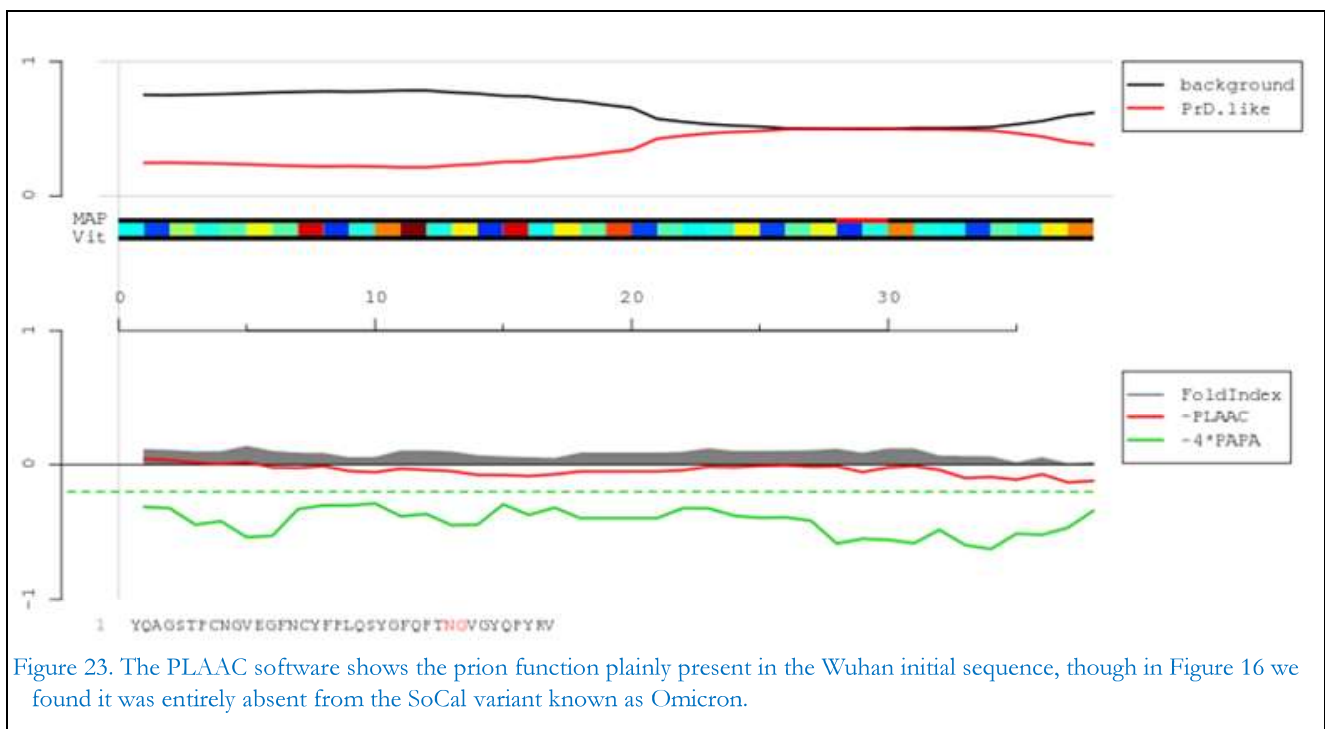 1
background
PrD.like
0
MAP
Vit
0 10 20 30
1
FoldIndex
-PLAAC
-4*PAPA
0
-1
1 YQAGSTPCNGVEGFNCYFPLQSYGFQPTNGVGYQPYRV
Figure 23. The PLAAC software shows the prion function plainly present in the Wuhan initial sequence, though in Figure 16 we
found it was entirely absent from the SoCal variant known as Omicron.